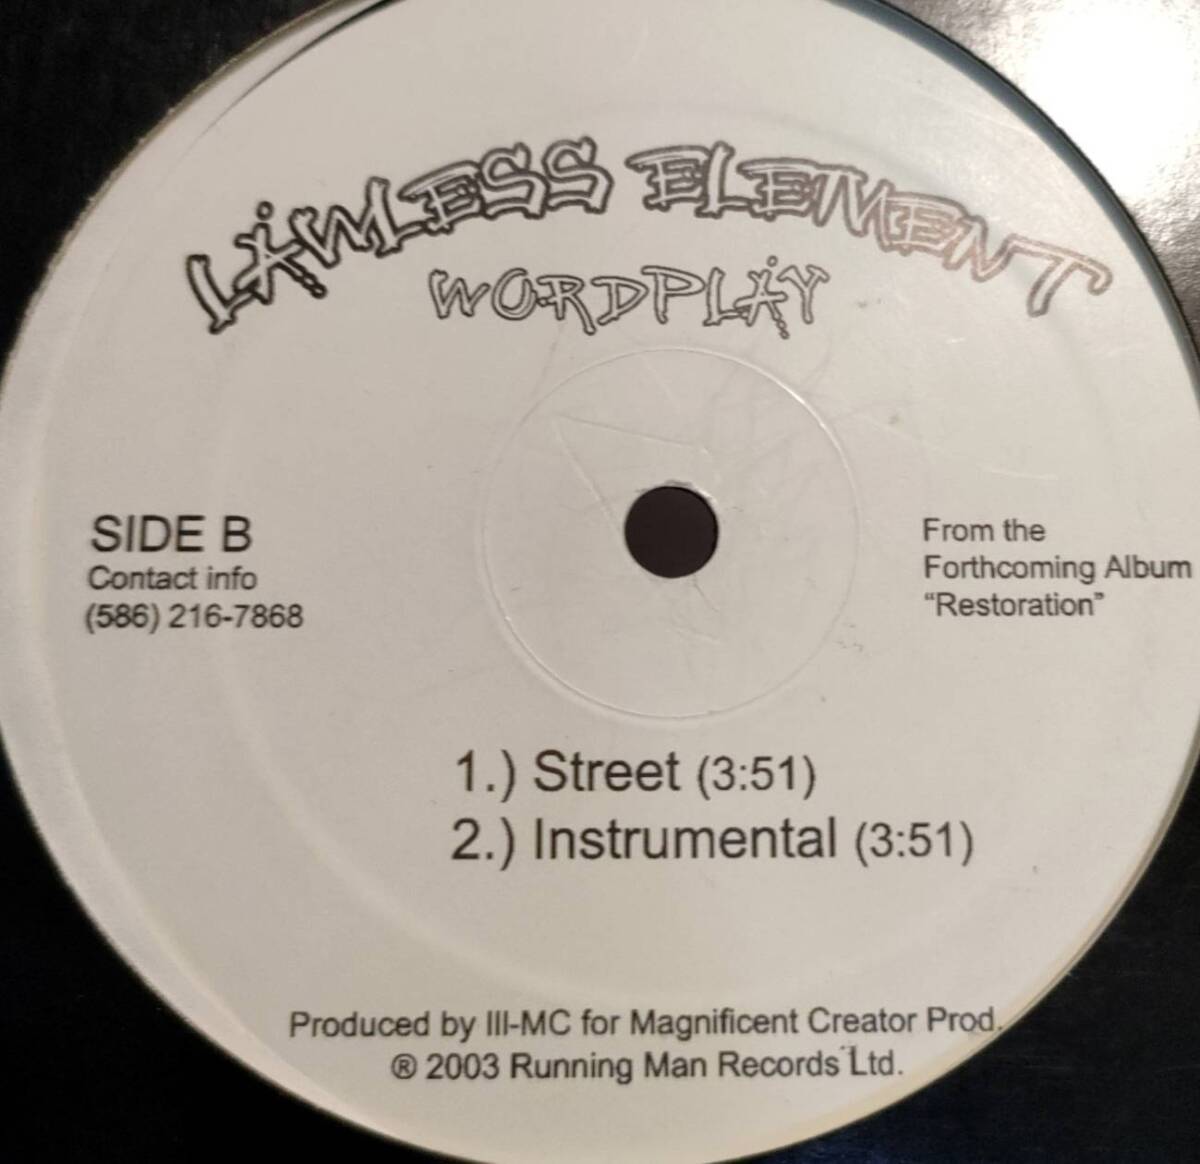 LAWLESS ELEMENT
WORDPLAY
SIDE B
Contact info
(586) 216-7868
From the
Forthcoming Album
“Restoration”
1.) Street (3:51)
2.) Instrumental (3:51)
Produced by Ill-MC for Magnificent Creator Prod.
® 2003 Running Man Records Ltd.